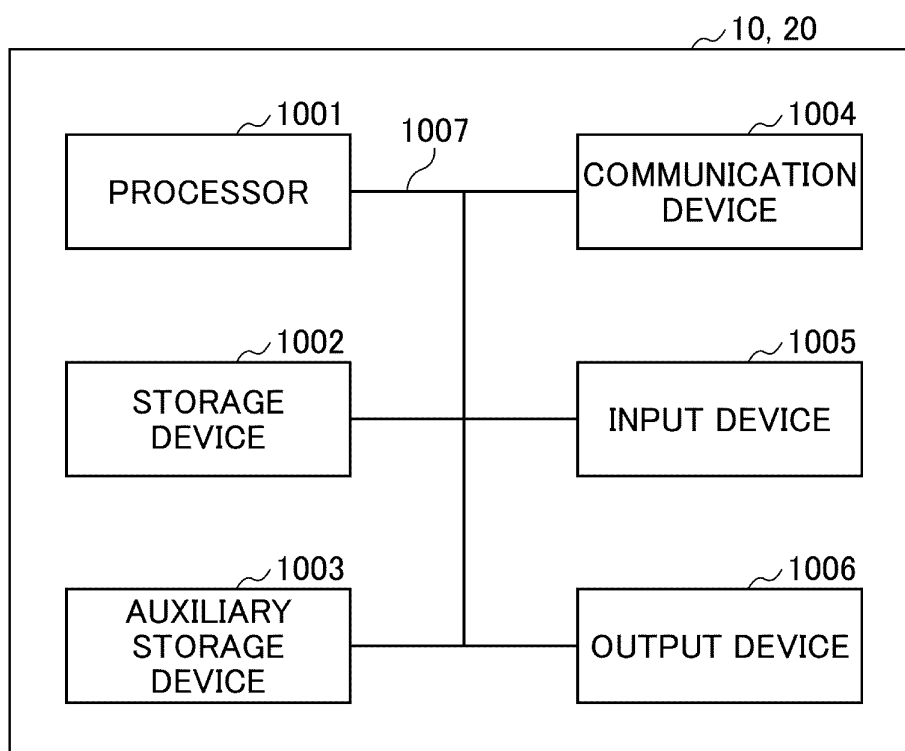 10, 20
1001
PROCESSOR
1007
1004
COMMUNICATION
DEVICE
1002
STORAGE
DEVICE
1005
INPUT DEVICE
1003
AUXILIARY
STORAGE
DEVICE
1006
OUTPUT DEVICE